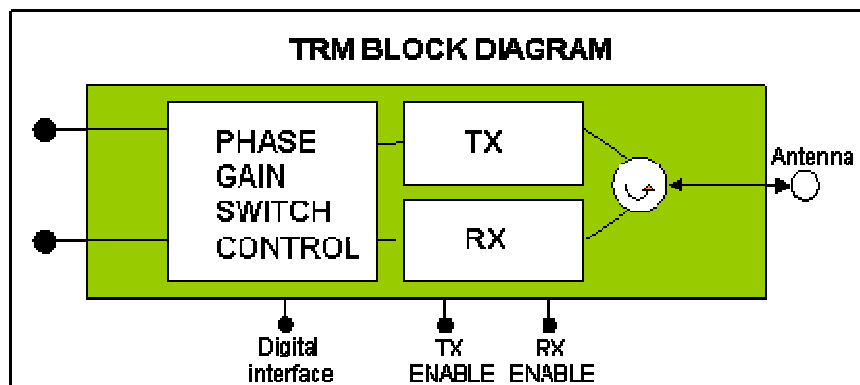 TRM BLOCK DIAGRAM
PHASE
GAIN
SWITCH
CONTROL
TX
RX
Antenna
Digital
interface
TX
ENABLE
RX
ENABLE